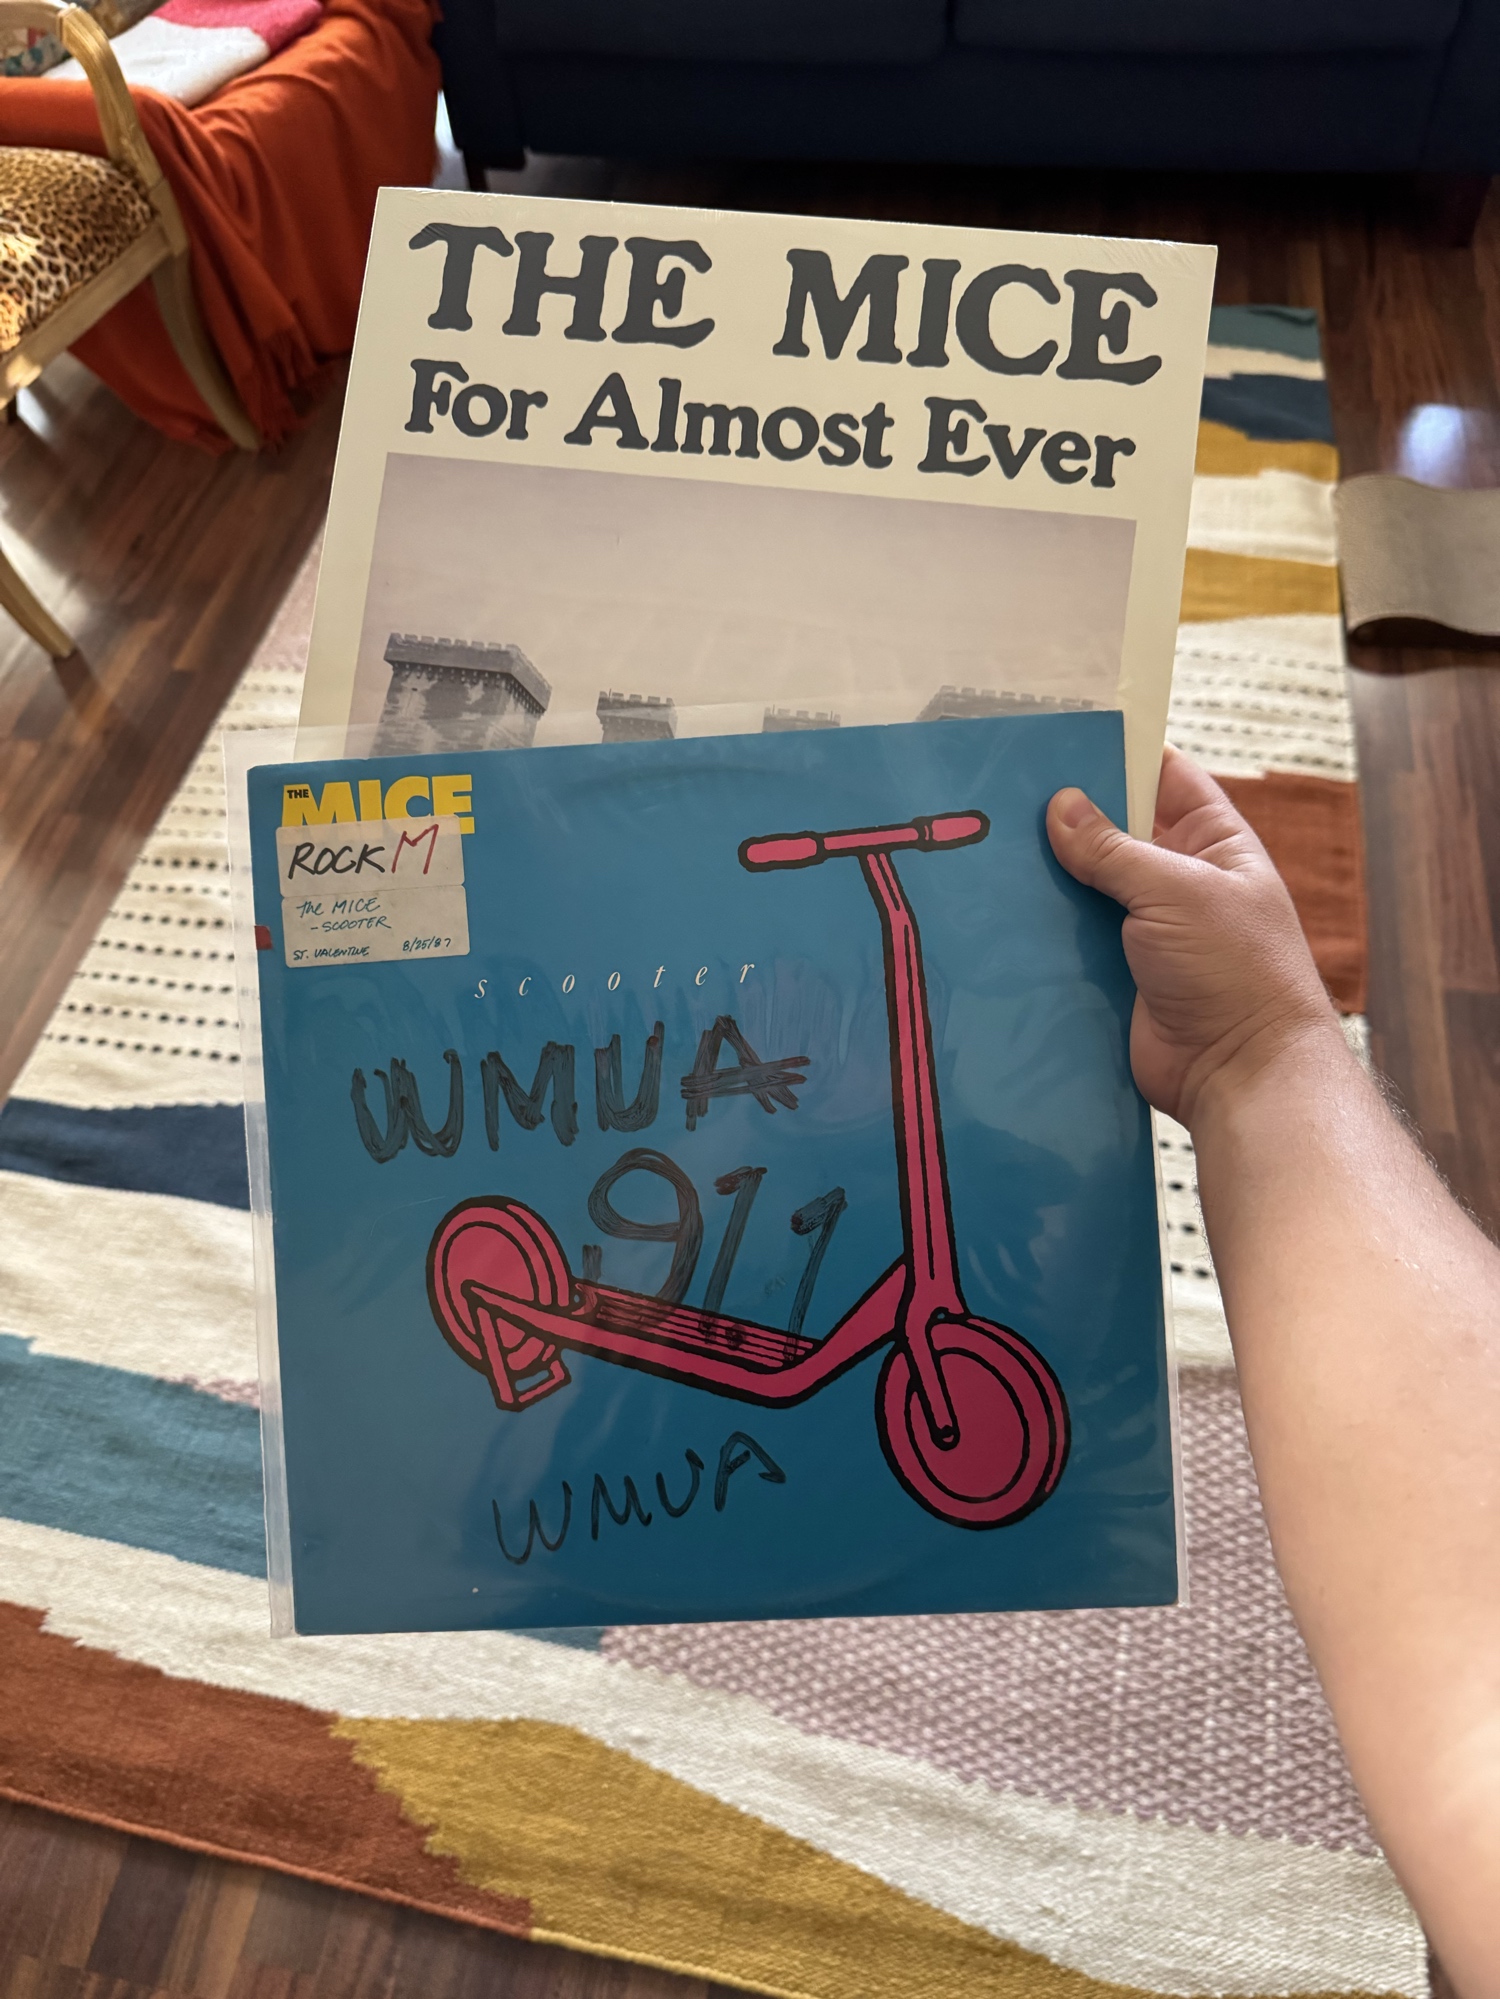 THE MICE
For Almost Ever
THE MICE
ROCK M
The MICE
-SCOOTER
ST. VALENTINE 8/25/87
scooter
WMUA
91.1
WMUA